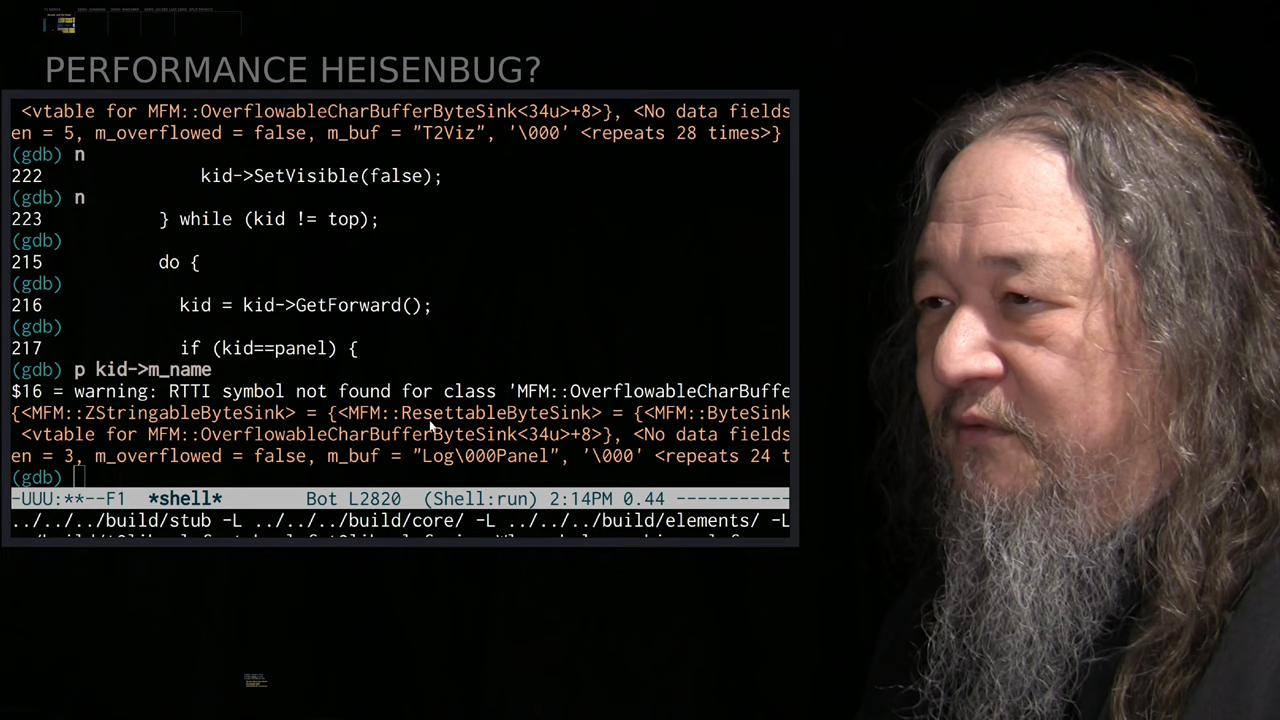 PERFORMANCE HEISENBUG?
<vtable for MFM::OverflowableCharBufferByteSink<34u>+8>}, <No data fields
en = 5, m_overflowed = false, m_buf = "T2Viz", '\000' <repeats 28 times>}
(gdb) n
222 kid->SetVisible(false);
(gdb) n
223 } while (kid != top);
(gdb)
215 do {
(gdb)
216 kid = kid->GetForward();
(gdb)
217 if (kid==panel) {
(gdb) p kid->m_name
$16 = warning: RTTI symbol not found for class 'MFM::OverflowableCharBuffe
{<MFM::ZStringableByteSink> = {<MFM::ResettableByteSink> = {<MFM::ByteSink
<vtable for MFM::OverflowableCharBufferByteSink<34u>+8>}, <No data fields
en = 3, m_overflowed = false, m_buf = "Log\000Panel", '\000' <repeats 24 t
(gdb)
-UUU:**--F1 *shell* Bot L2820 (Shell:run) 2:14PM 0.44 -----------
../../../build/stub -L ../../../build/core/ -L ../../../build/elements/ -L